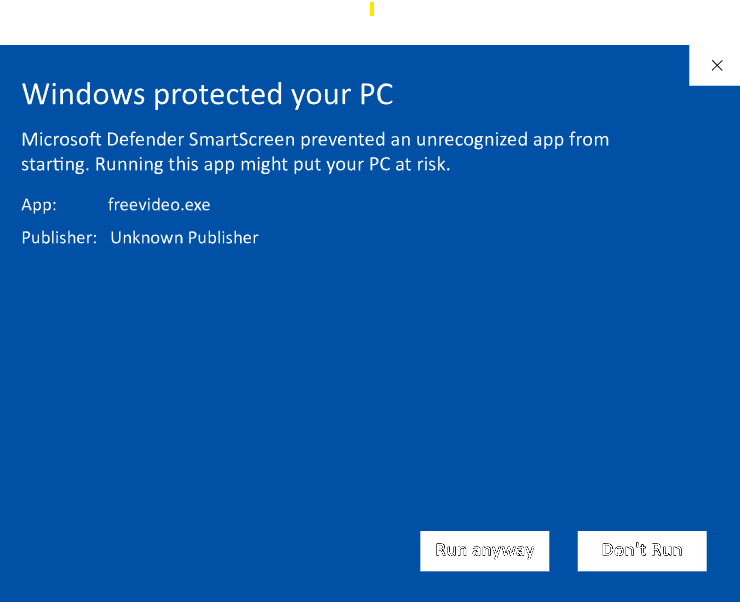 Windows protected your PC
Microsoft Defender SmartScreen prevented an unrecognized app from
starting. Running this app might put your PC at risk.
App: freevideo.exe
Publisher: Unknown Publisher
Run anyway Don't Run